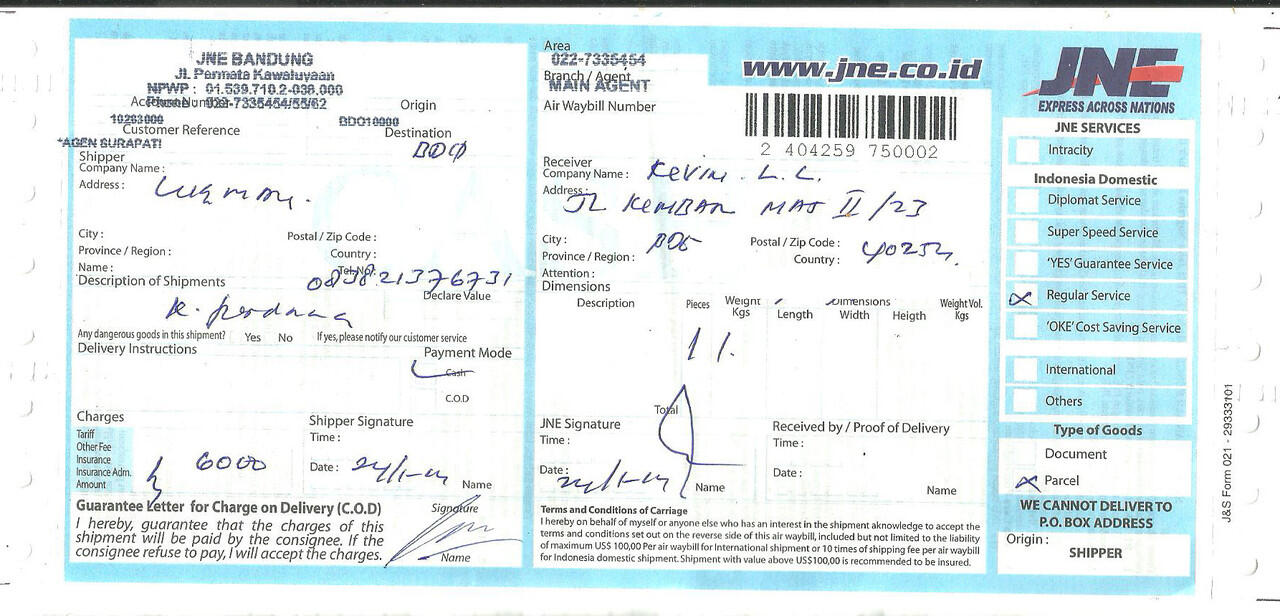 JNE BANDUNG
Jl. Permata Kawaluyaan
NPWP : 01.539.710.2-038.000
Phone : 022-7335454/55/62
Origin
10263000
BDO10000
Customer Reference
Destination
*AGEN SURAPATI
BDO
Shipper
Company Name :
Address :
Lukman.
City :
Postal / Zip Code :
Province / Region :
Country :
Name :
Tel. No.
Description of Shipments
083821376731
Declare Value
Any dangerous goods in this shipment?
Yes
No
If yes, please notify our customer service
Delivery Instructions
Payment Mode
Cash
C.O.D
Charges
Tariff
Other Fee
Insurance
Insurance Adm.
Amount
6000
Shipper Signature
Time :
Date :
Name
Guarantee Letter for Charge on Delivery (C.O.D)
I hereby, guarantee that the charges of this
shipment will be paid by the consignee. If the
consignee refuse to pay, I will accept the charges.
Signature
Name
Area
022-7335454
Branch / Agent
MAIN AGENT
Air Waybill Number
www.jne.co.id
2 404259 750002
Receiver
Company Name :
Kevin. L.L.
Address :
JL KEMBAR MAS II /23
City :
BDG
Postal / Zip Code :
40254.
Province / Region :
Country :
Attention :
Dimensions
Description
Pieces
Weight Kgs
Dimensions
Length
Width
Heigth
Weight Vol. Kgs
1 1.
Total
JNE Signature
Time :
Date :
Name
Received by / Proof of Delivery
Time :
Date :
Name
Terms and Conditions of Carriage
I hereby on behalf of myself or anyone else who has an interest in the shipment aknowledge to accept the
terms and conditions set out on the reverse side of this air waybill, included but not limited to the liability
of maximum US$ 100,00 Per air waybill for International shipment or 10 times of shipping fee per air waybill
for Indonesia domestic shipment. Shipment with value above US$100,00 is recommended to be insured.
JNE
EXPRESS ACROSS NATIONS
JNE SERVICES
Intracity
Indonesia Domestic
Diplomat Service
Super Speed Service
'YES' Guarantee Service
Regular Service
'OKE' Cost Saving Service
International
Others
Type of Goods
Document
Parcel
WE CANNOT DELIVER TO
P.O. BOX ADDRESS
Origin :
SHIPPER
J&S Form 021 - 29333101